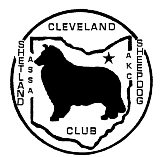 CLEVELAND
SHETLAND
ASSA
AKC
SHEEPDOG
CLUB